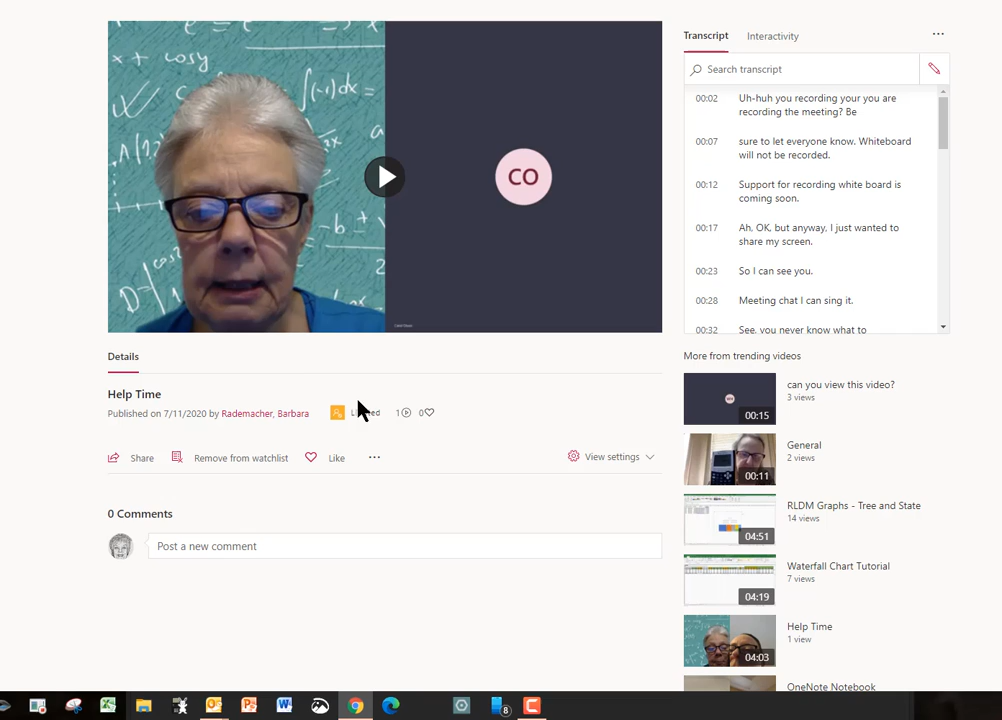 x + cosy
∫(-1)dx =
CO
Transcript
Interactivity
Search transcript
00:02
Uh-huh you recording your you are
recording the meeting? Be
00:07
sure to let everyone know. Whiteboard
will not be recorded.
00:12
Support for recording white board is
coming soon.
00:17
Ah, OK, but anyway, I just wanted to
share my screen.
00:23
So I can see you.
00:28
Meeting chat I can sing it.
00:32
See, you never know what to
Details
Help Time
Published on 7/11/2020 by Rademacher, Barbara
1
0
Share
Remove from watchlist
Like
View settings
0 Comments
Post a new comment
More from trending videos
can you view this video?
3 views
00:15
General
2 views
00:11
RLDM Graphs - Tree and State
14 views
04:51
Waterfall Chart Tutorial
7 views
04:19
Help Time
1 view
04:03
OneNote Notebook
8